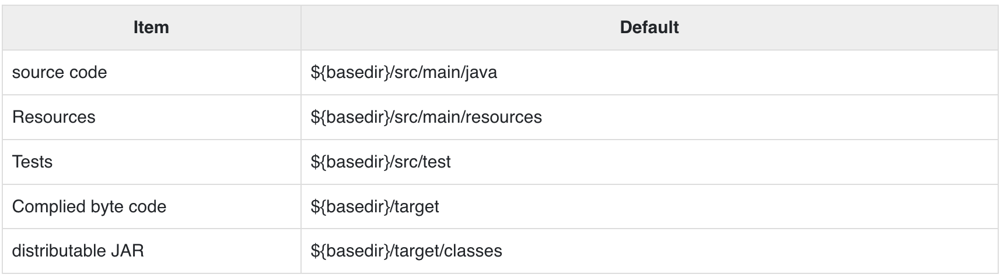 Item Default
source code ${basedir}/src/main/java
Resources ${basedir}/src/main/resources
Tests ${basedir}/src/test
Complied byte code ${basedir}/target
distributable JAR ${basedir}/target/classes